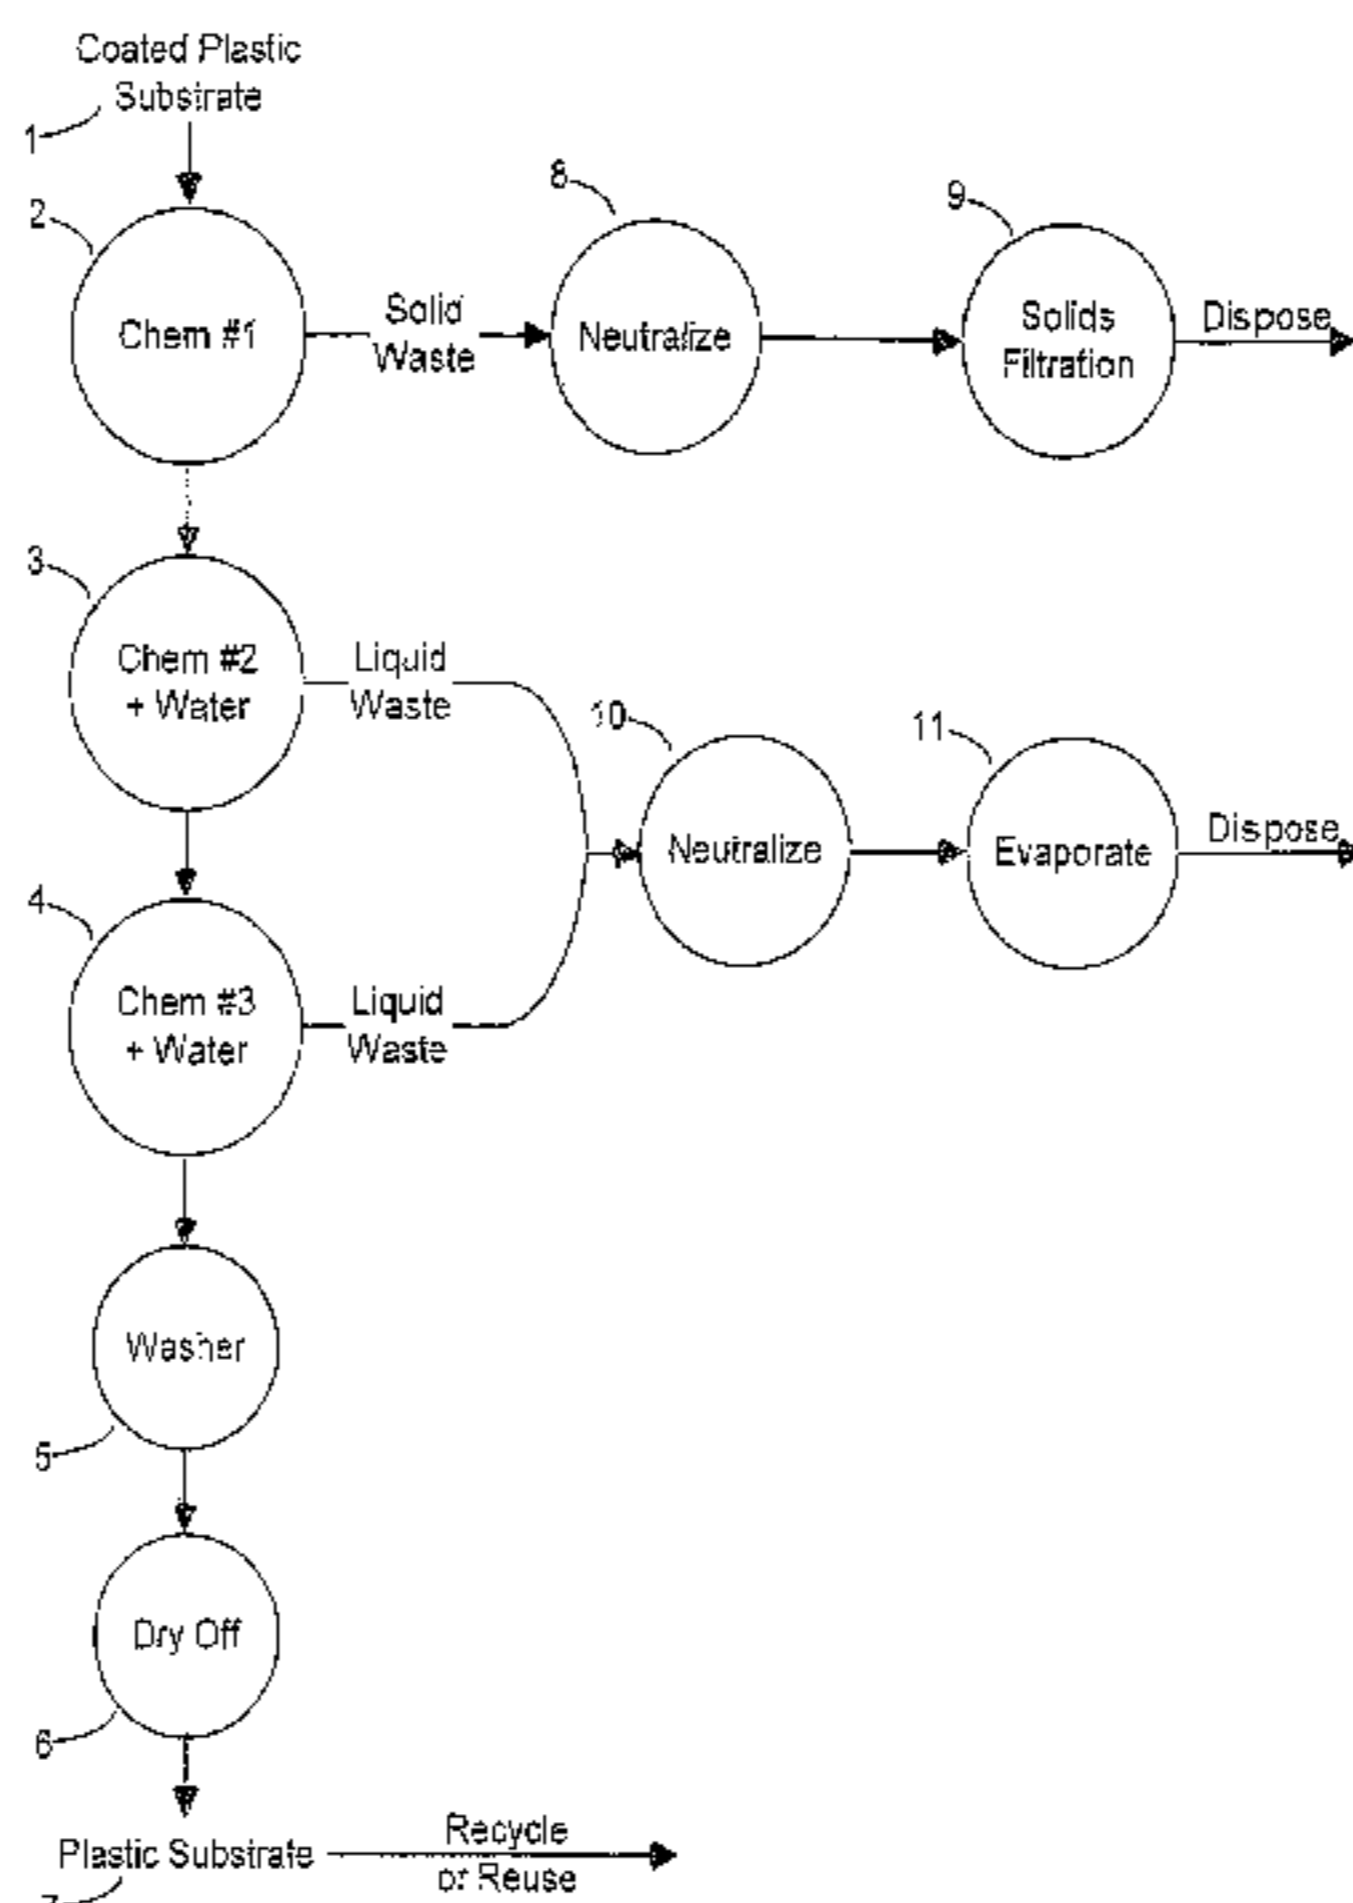 Coated Plastic
Substrate
1
2
Chem #1
Solid
Waste
8
Neutralize
9
Solids
Filtration
Dispose
3
Chem #2
+ Water
Liquid
Waste
10
Neutralize
11
Evaporate
Dispose
4
Chem #3
+ Water
Liquid
Waste
Washer
5
Dry Off
6
Plastic Substrate
Recycle
or Reuse
7